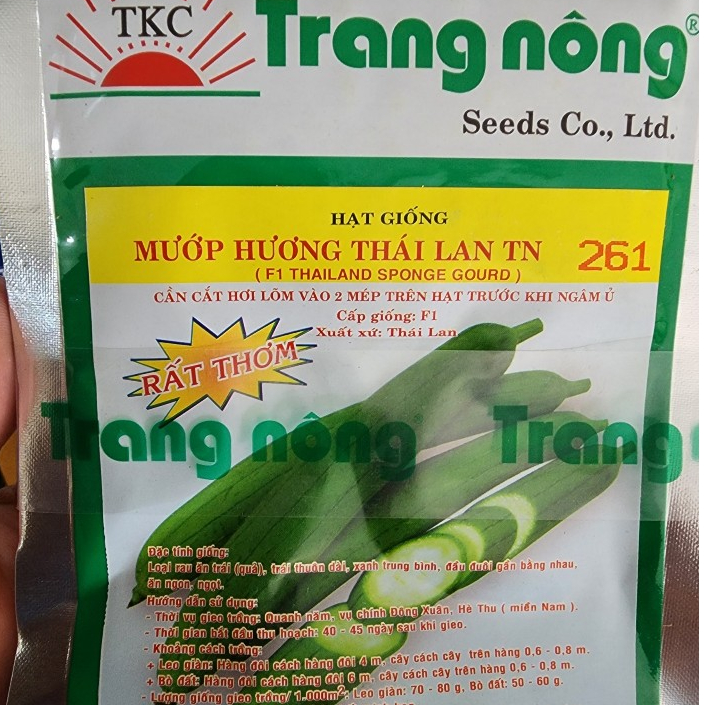 TKC
Trang nông®
Seeds Co., Ltd.
HẠT GIỐNG
MƯỚP HƯƠNG THÁI LAN TN 261
( F1 THAILAND SPONGE GOURD )
CẦN CẮT HƠI LÕM VÀO 2 MÉP TRÊN HẠT TRƯỚC KHI NGÂM Ủ
Cấp giống: F1
Xuất xứ: Thái Lan
RẤT THƠM
Trang nông Trang
Đặc tính giống:
Loại rau ăn trái (quả), trái thuôn dài, xanh trung bình, đầu đuôi gần bằng nhau,
ăn ngon, ngọt.
Hướng dẫn sử dụng:
- Thời vụ gieo trồng: Quanh năm, vụ chính Đông Xuân, Hè Thu ( miền Nam ).
- Thời gian bắt đầu thu hoạch: 40 - 45 ngày sau khi gieo.
- Khoảng cách trồng:
+ Leo giàn: Hàng đôi cách hàng đôi 4 m, cây cách cây trên hàng 0,6 - 0,8 m.
+ Bò đất: Hàng đôi cách hàng đôi 6 m, cây cách cây trên hàng 0,6 - 0,8 m.
- Lượng giống gieo trồng/ 1.000m²: Leo giàn: 70 - 80 g, Bò đất: 50 - 60 g.